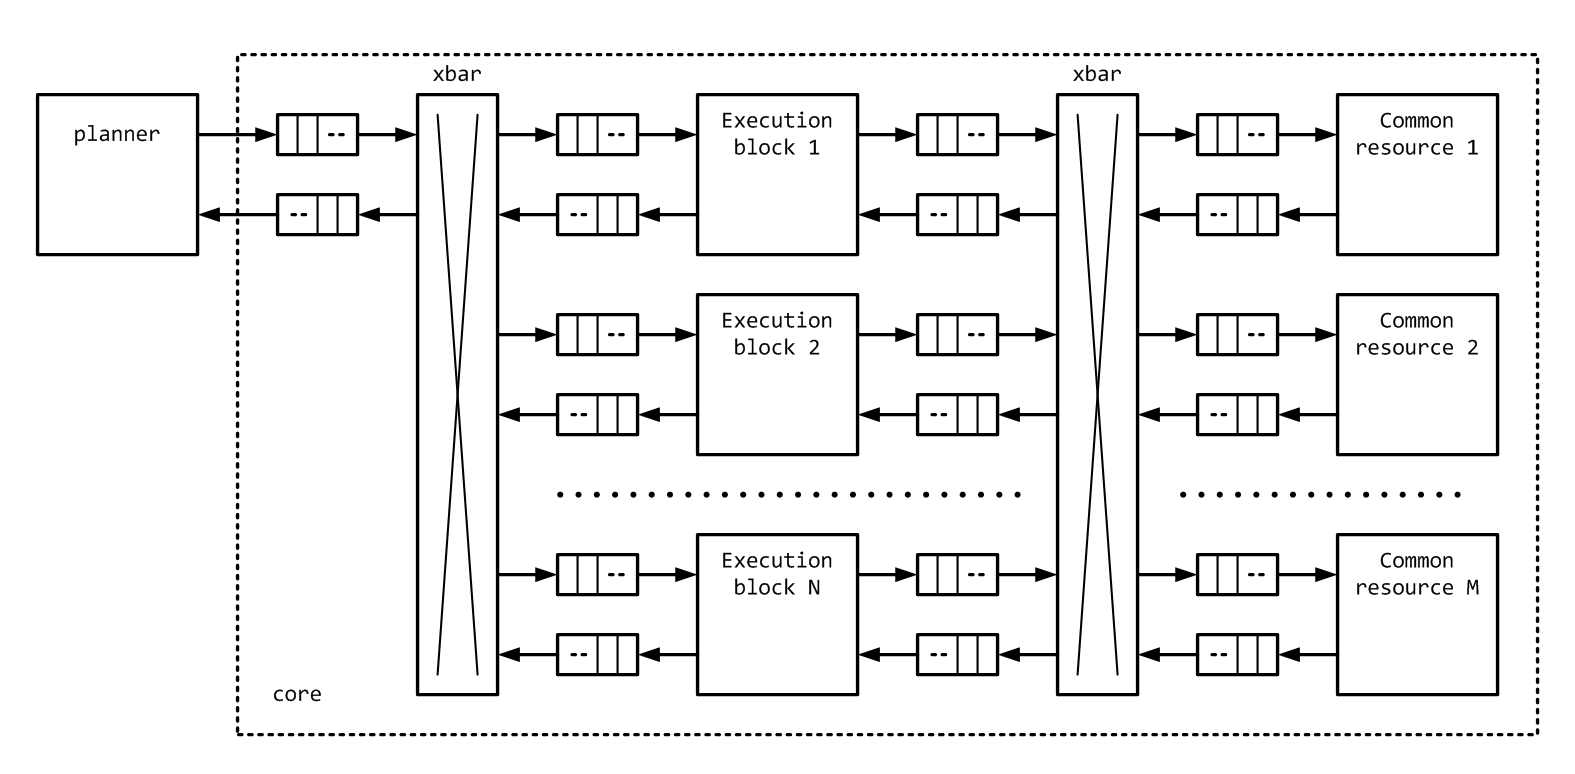 xbar
xbar
planner
Execution
block 1
Common
resource 1
Execution
block 2
Common
resource 2
Execution
block N
Common
resource M
core